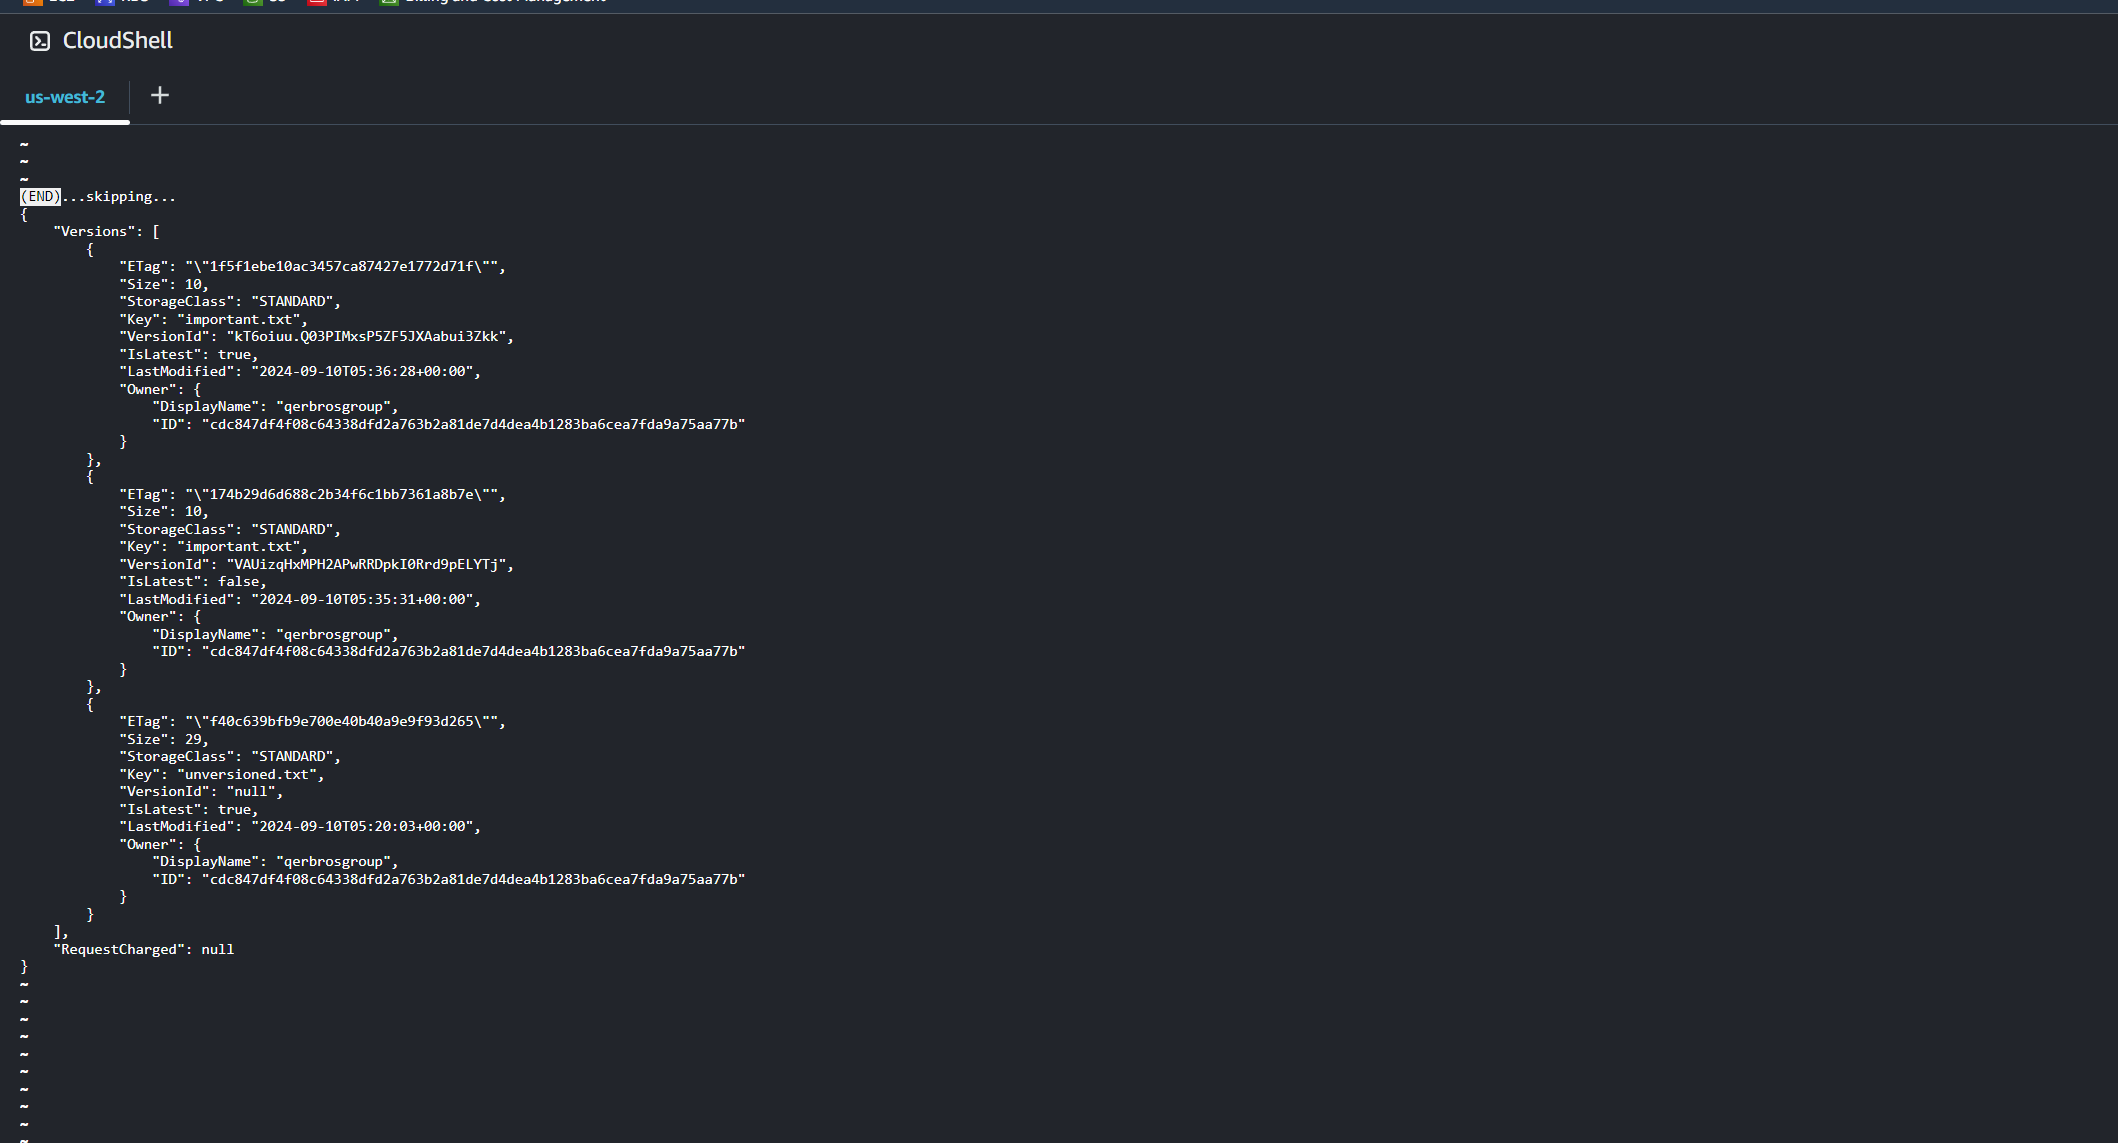 CloudShell
us-west-2
~
~
~
(END)...skipping...
{
    "Versions": [
        {
            "ETag": "\"1f5f1ebe10ac3457ca87427e1772d71f\"",
            "Size": 10,
            "StorageClass": "STANDARD",
            "Key": "important.txt",
            "VersionId": "kT6oiuu.Q03PIMxsP5ZF5JXAabui3Zkk",
            "IsLatest": true,
            "LastModified": "2024-09-10T05:36:28+00:00",
            "Owner": {
                "DisplayName": "qerbrosgroup",
                "ID": "cdc847df4f08c64338dfd2a763b2a81de7d4dea4b1283ba6cea7fda9a75aa77b"
            }
        },
        {
            "ETag": "\"174b29d6d688c2b34f6c1bb7361a8b7e\"",
            "Size": 10,
            "StorageClass": "STANDARD",
            "Key": "important.txt",
            "VersionId": "VAUizqHxMPH2APwRRDpkI0Rrd9pELYTj",
            "IsLatest": false,
            "LastModified": "2024-09-10T05:35:31+00:00",
            "Owner": {
                "DisplayName": "qerbrosgroup",
                "ID": "cdc847df4f08c64338dfd2a763b2a81de7d4dea4b1283ba6cea7fda9a75aa77b"
            }
        },
        {
            "ETag": "\"f40c639bfb9e700e40b40a9e9f93d265\"",
            "Size": 29,
            "StorageClass": "STANDARD",
            "Key": "unversioned.txt",
            "VersionId": "null",
            "IsLatest": true,
            "LastModified": "2024-09-10T05:20:03+00:00",
            "Owner": {
                "DisplayName": "qerbrosgroup",
                "ID": "cdc847df4f08c64338dfd2a763b2a81de7d4dea4b1283ba6cea7fda9a75aa77b"
            }
        }
    ],
    "RequestCharged": null
}
~
~
~
~
~
~
~
~
~
~